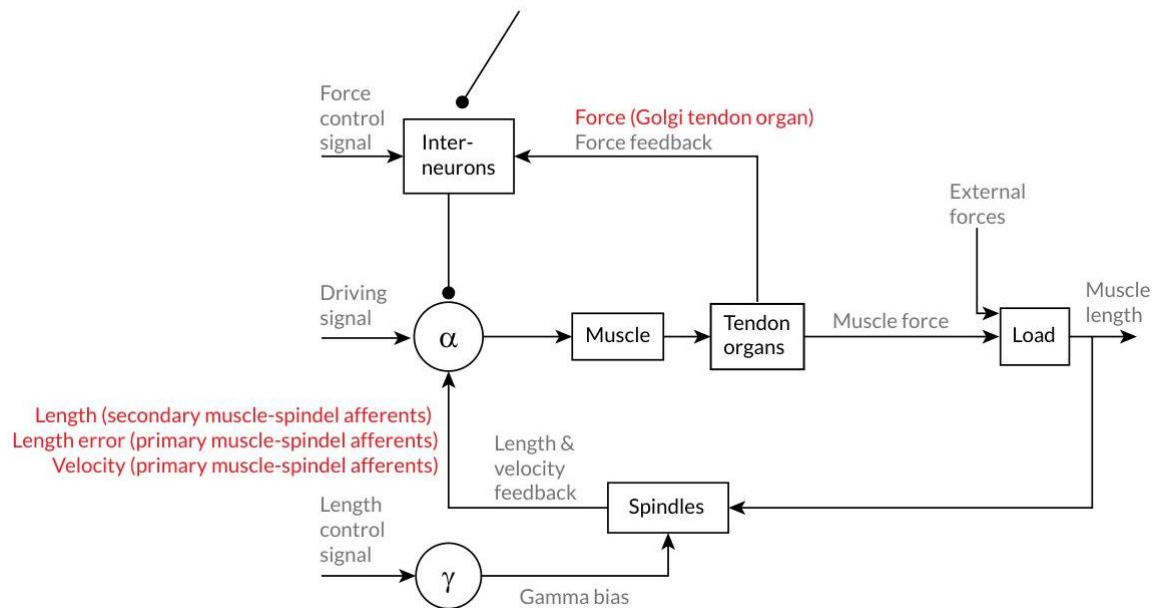 Force
control
signal
Inter-
neurons
Force (Golgi tendon organ)
Force feedback
External
forces
Driving
signal
α
Muscle
Tendon
organs
Muscle force
Load
Muscle
length
Length (secondary muscle-spindel afferents)
Length error (primary muscle-spindel afferents)
Velocity (primary muscle-spindel afferents)
Length &
velocity
feedback
Spindles
Length
control
signal
γ
Gamma bias